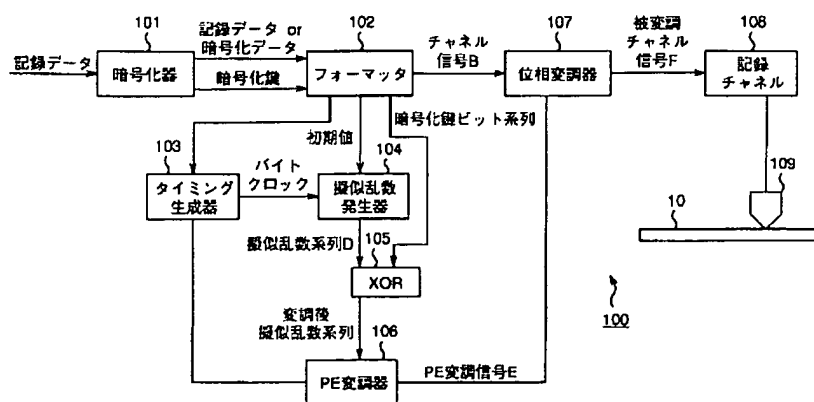 101
記録データ
暗号化器
記録データ or
暗号化データ
暗号化鍵
102
フォーマッタ
チャネル
信号B
107
位相変調器
被変調
チャネル
信号F
108
記録
チャネル
初期値
暗号化鍵ビット系列
103
タイミング
生成器
バイト
クロック
104
擬似乱数
発生器
109
10
擬似乱数系列D
105
XOR
変調後
擬似乱数系列
106
PE変調器
PE変調信号E
100